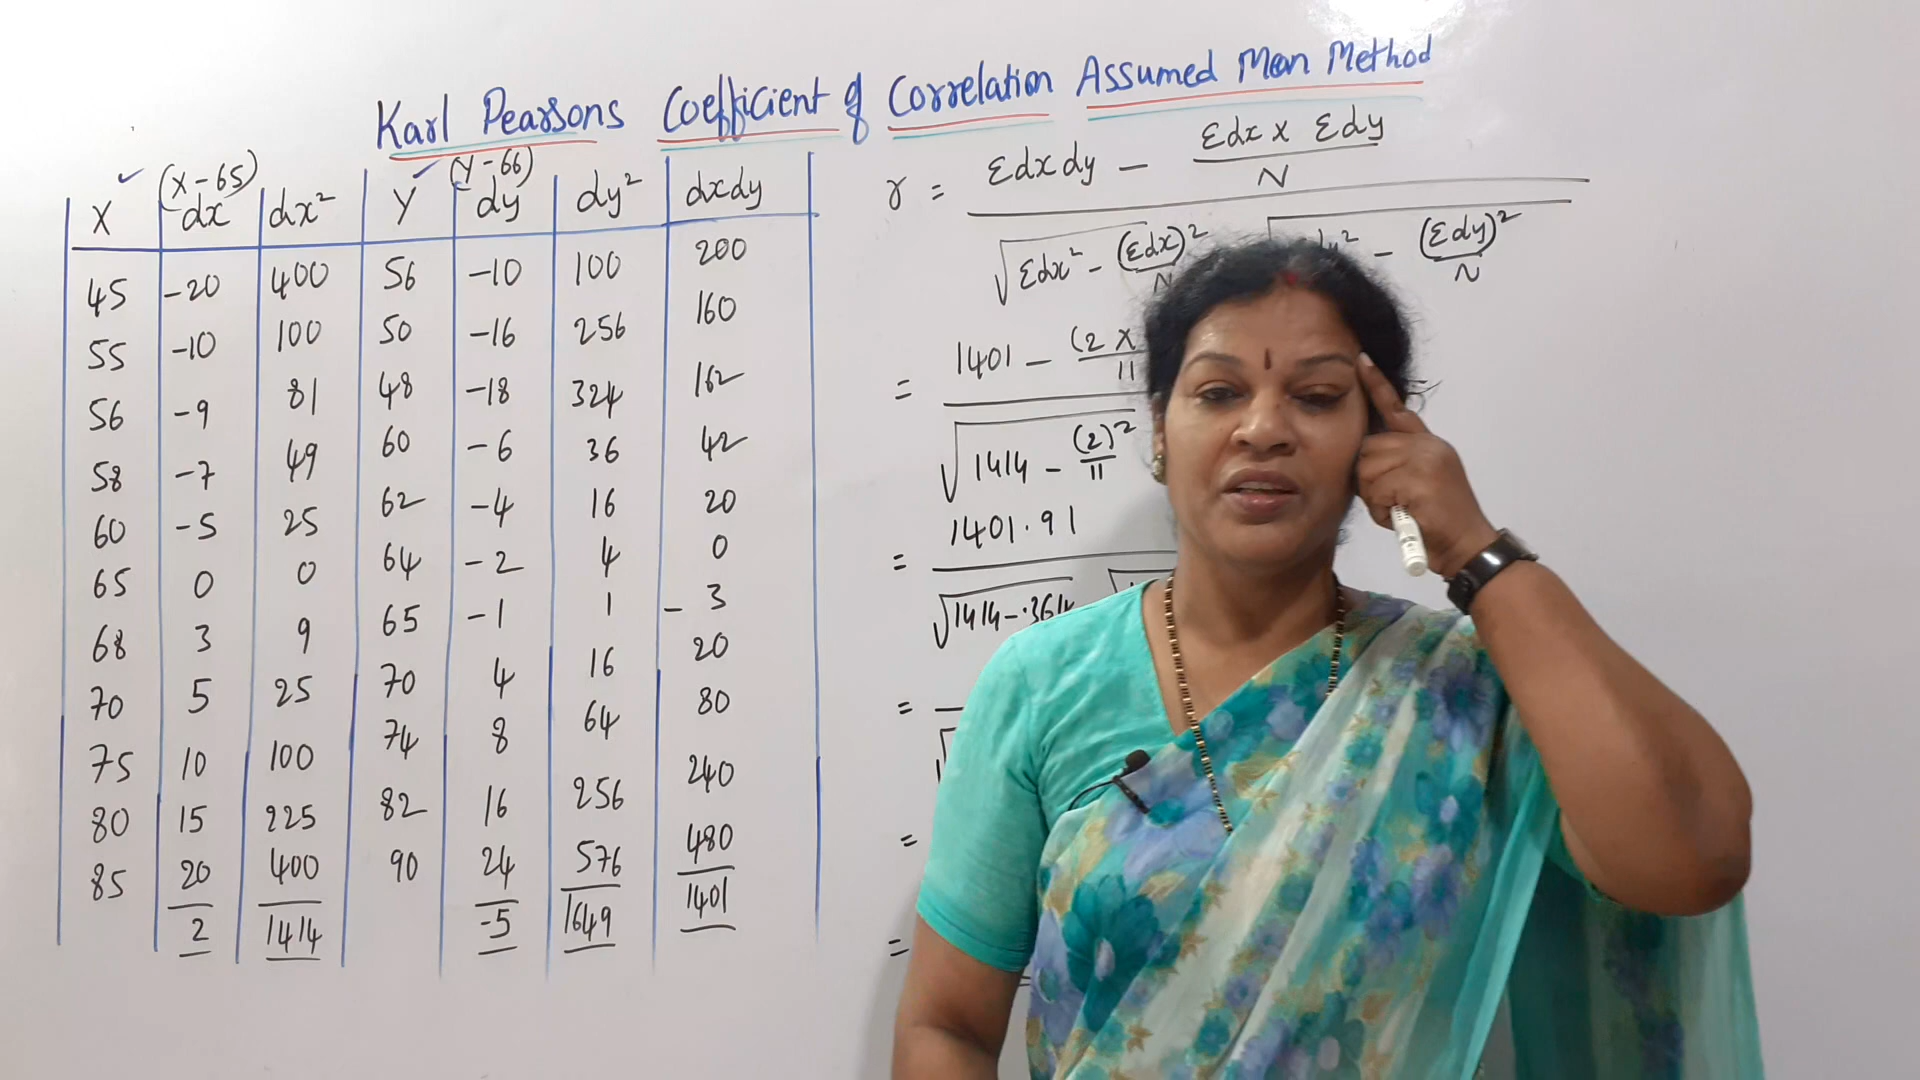 Karl Pearsons Coefficient of Correlation Assumed Mean Method
(X-65) (Y-66)
X dx dx² Y dy dy² dxdy
45 -20 400 56 -10 100 200
55 -10 100 50 -16 256 160
56 -9 81 48 -18 324 162
58 -7 49 60 -6 36 42
60 -5 25 62 -4 16 20
65 0 0 64 -2 4 0
68 3 9 65 -1 1 -3
70 5 25 70 4 16 20
75 10 100 74 8 64 80
80 15 225 82 16 256 240
85 20 400 90 24 576 480
2 1414 -5 1649 1401
r = Σdxdy - Σdx x Σdy
N
√Σdx² - (Σdx)² - (Σdy)²
N N
= 1401 - (2 x
11
√1414 - (2)²
11
= 1401.91
√1414-.3614
=
=
=